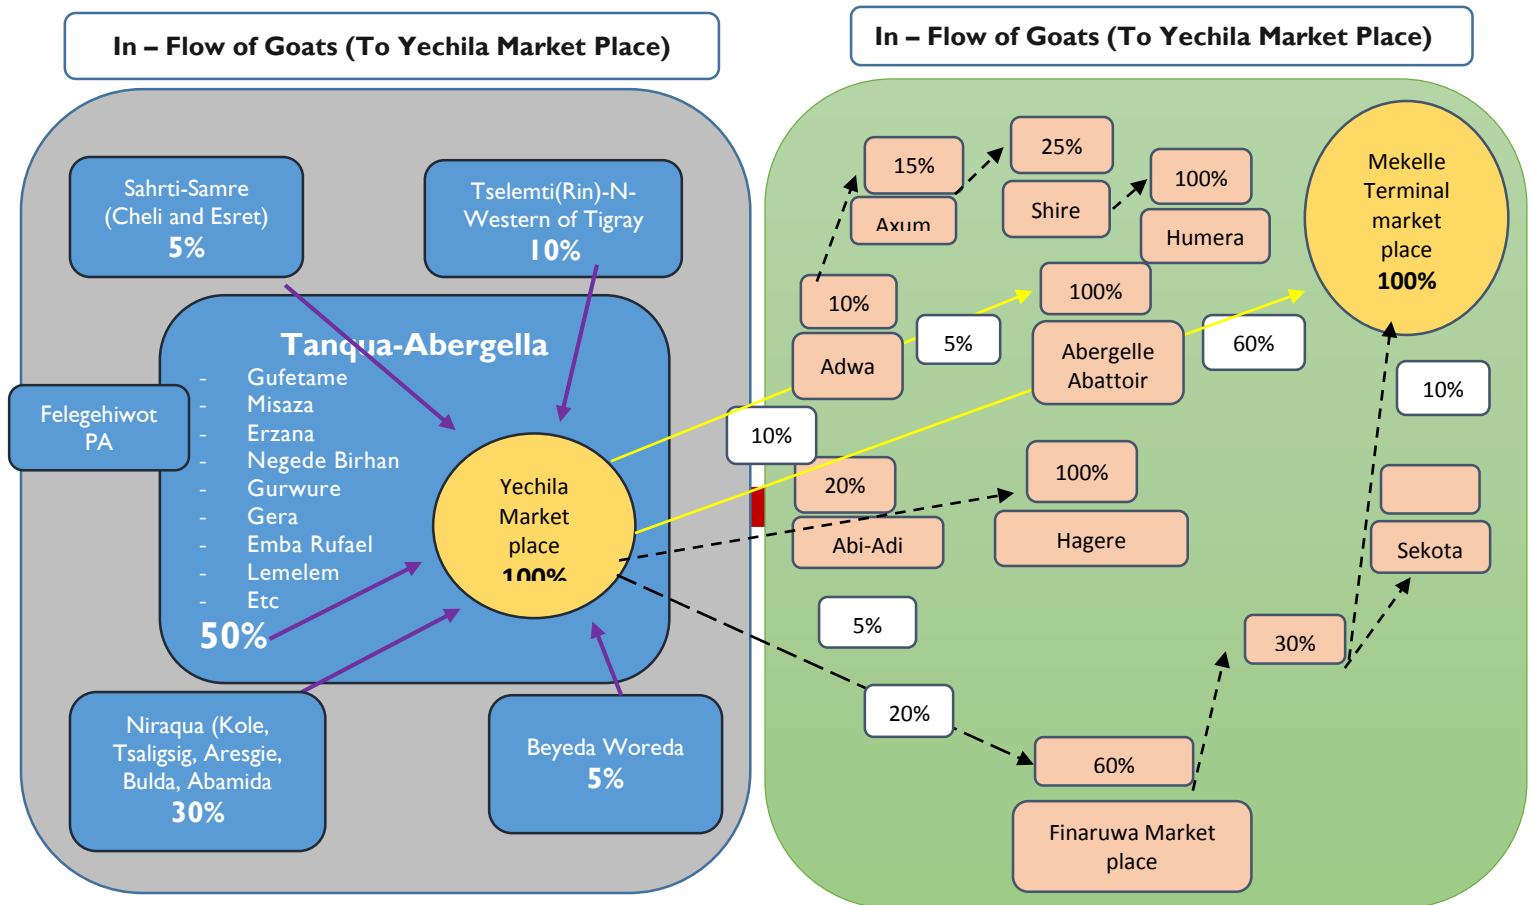 In – Flow of Goats (To Yechila Market Place)
Sahrti-Samre
(Cheli and Esret)
5%
Tselemti(Rin)-N-
Western of Tigray
10%
Tanqua-Abergella
- Gufetame
- Misaza
- Erzana
- Negede Birhan
- Gurwure
- Gera
- Emba Rufael
- Lemelem
- Etc
50%
Felegehiwot
PA
Yechila
Market
place
100%
Niraqua (Kole,
Tsaligsig, Aresgie,
Bulda, Abamida
30%
Beyeda Woreda
5%
In – Flow of Goats (To Yechila Market Place)
15%
Axum
25%
Shire
100%
Humera
Mekelle
Terminal
market
place
100%
10%
Adwa
5%
100%
Abergelle
Abattoir
60%
10%
10%
20%
Abi-Adi
100%
Hagere
Sekota
5%
30%
20%
60%
Finaruwa Market
place